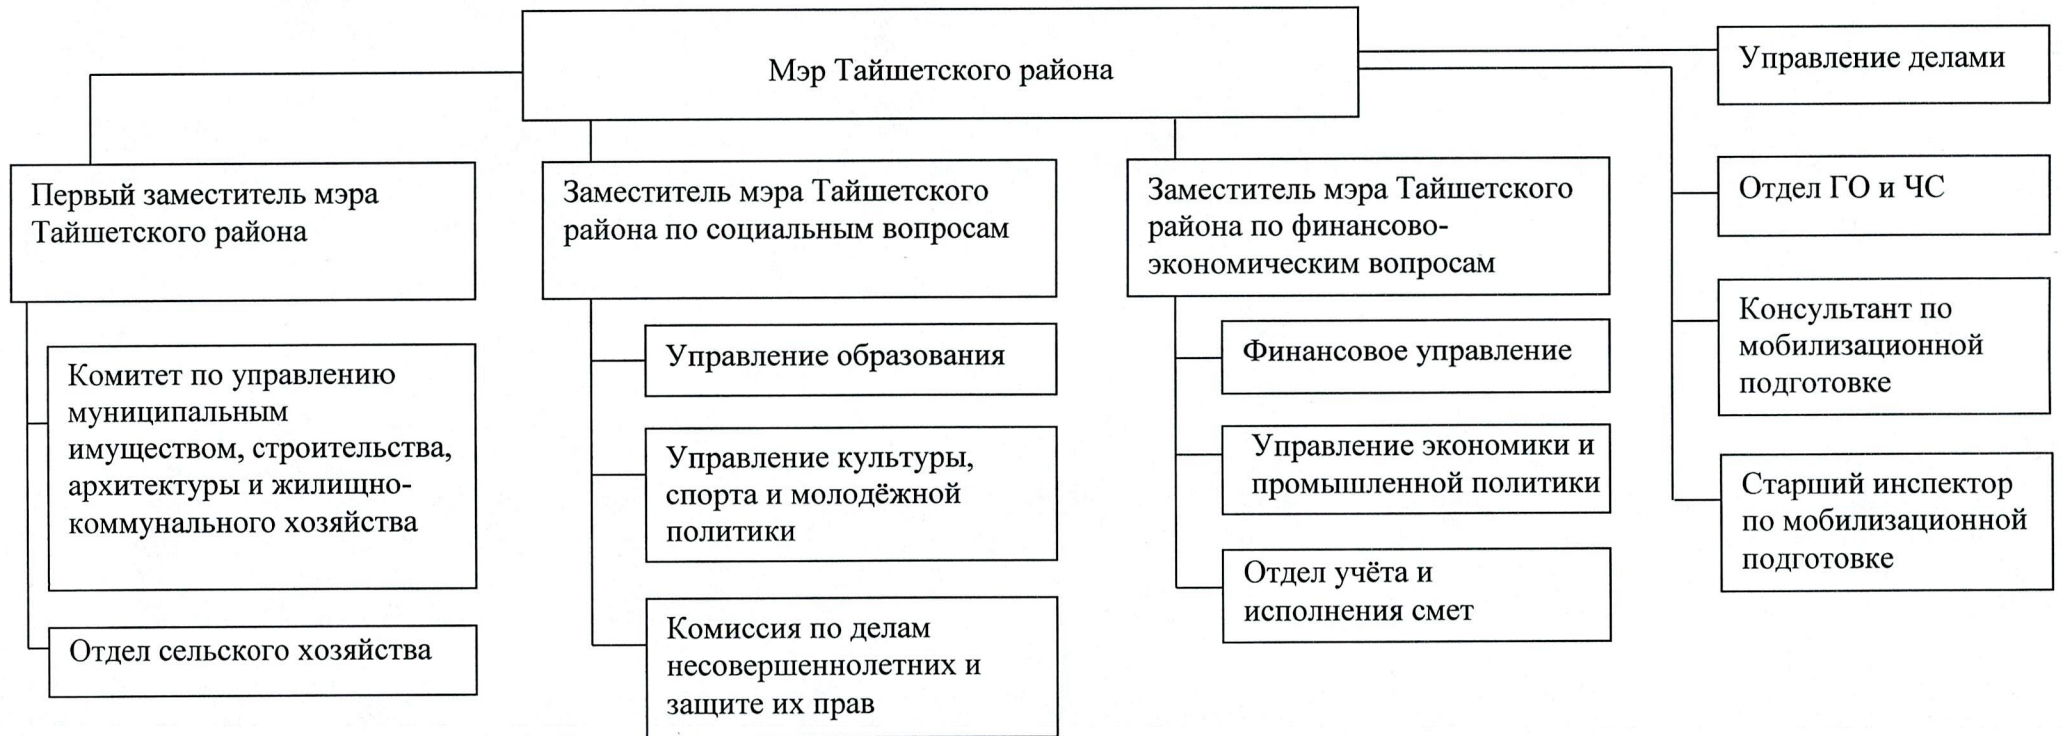 Мэр Тайшетского района
Первый заместитель мэра
Тайшетского района
Комитет по управлению
муниципальным
имуществом, строительства,
архитектуры и жилищно-
коммунального хозяйства
Отдел сельского хозяйства
Заместитель мэра Тайшетского
района по социальным вопросам
Управление образования
Управление культуры,
спорта и молодёжной
политики
Комиссия по делам
несовершеннолетних и
защите их прав
Заместитель мэра Тайшетского
района по финансово-
экономическим вопросам
Финансовое управление
Управление экономики и
промышленной политики
Отдел учёта и
исполнения смет
Управление делами
Отдел ГО и ЧС
Консультант по
мобилизационной
подготовке
Старший инспектор
по мобилизационной
подготовке